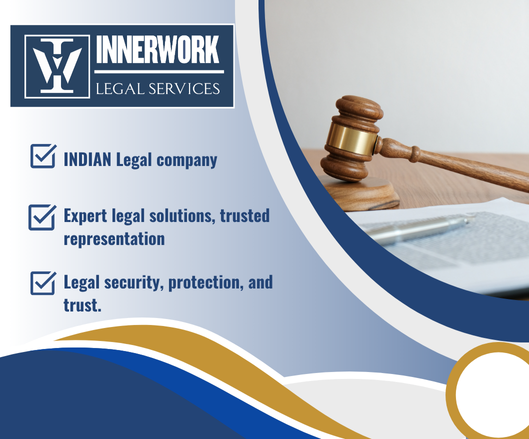 INNERWORK
LEGAL SERVICES
INDIAN Legal company
Expert legal solutions, trusted
representation
Legal security, protection, and
trust.